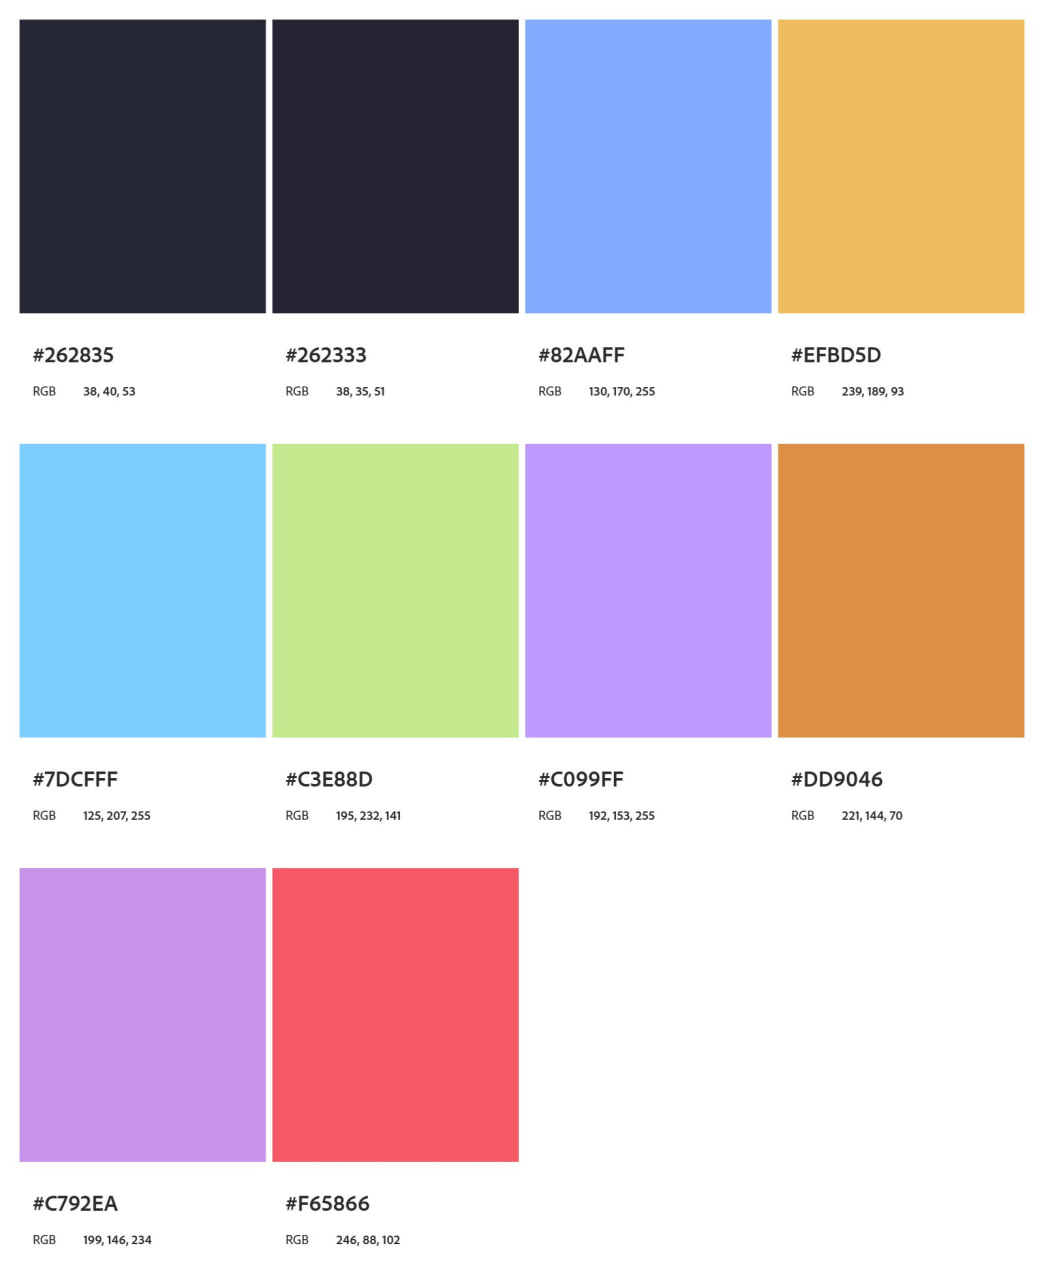 #262835
RGB 38, 40, 53
#262333
RGB 38, 35, 51
#82AAFF
RGB 130, 170, 255
#EFBD5D
RGB 239, 189, 93
#7DCFFF
RGB 125, 207, 255
#C3E88D
RGB 195, 232, 141
#C099FF
RGB 192, 153, 255
#DD9046
RGB 221, 144, 70
#C792EA
RGB 199, 146, 234
#F65866
RGB 246, 88, 102